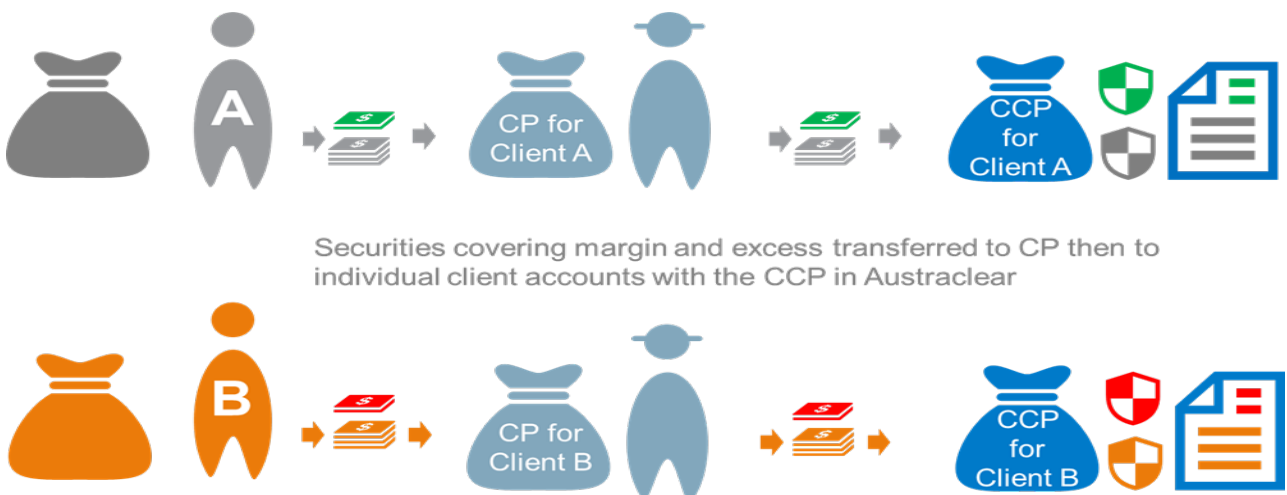 A
$
$
CP for
Client A
$
$
CCP
for
Client A
Securities covering margin and excess transferred to CP then to
individual client accounts with the CCP in Austraclear
B
$
$
CP for
Client B
$
$
CCP
for
Client B